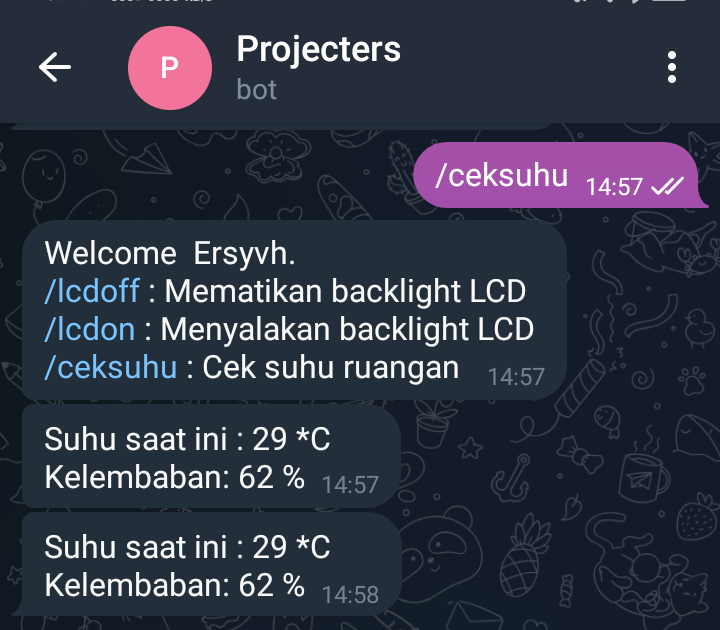 P
Projecters
bot
/ceksuhu 14:57
Welcome Ersyvh.
/lcdoff : Mematikan backlight LCD
/lcdon : Menyalakan backlight LCD
/ceksuhu : Cek suhu ruangan 14:57
Suhu saat ini : 29 *C
Kelembaban: 62 % 14:57
Suhu saat ini : 29 *C
Kelembaban: 62 % 14:58